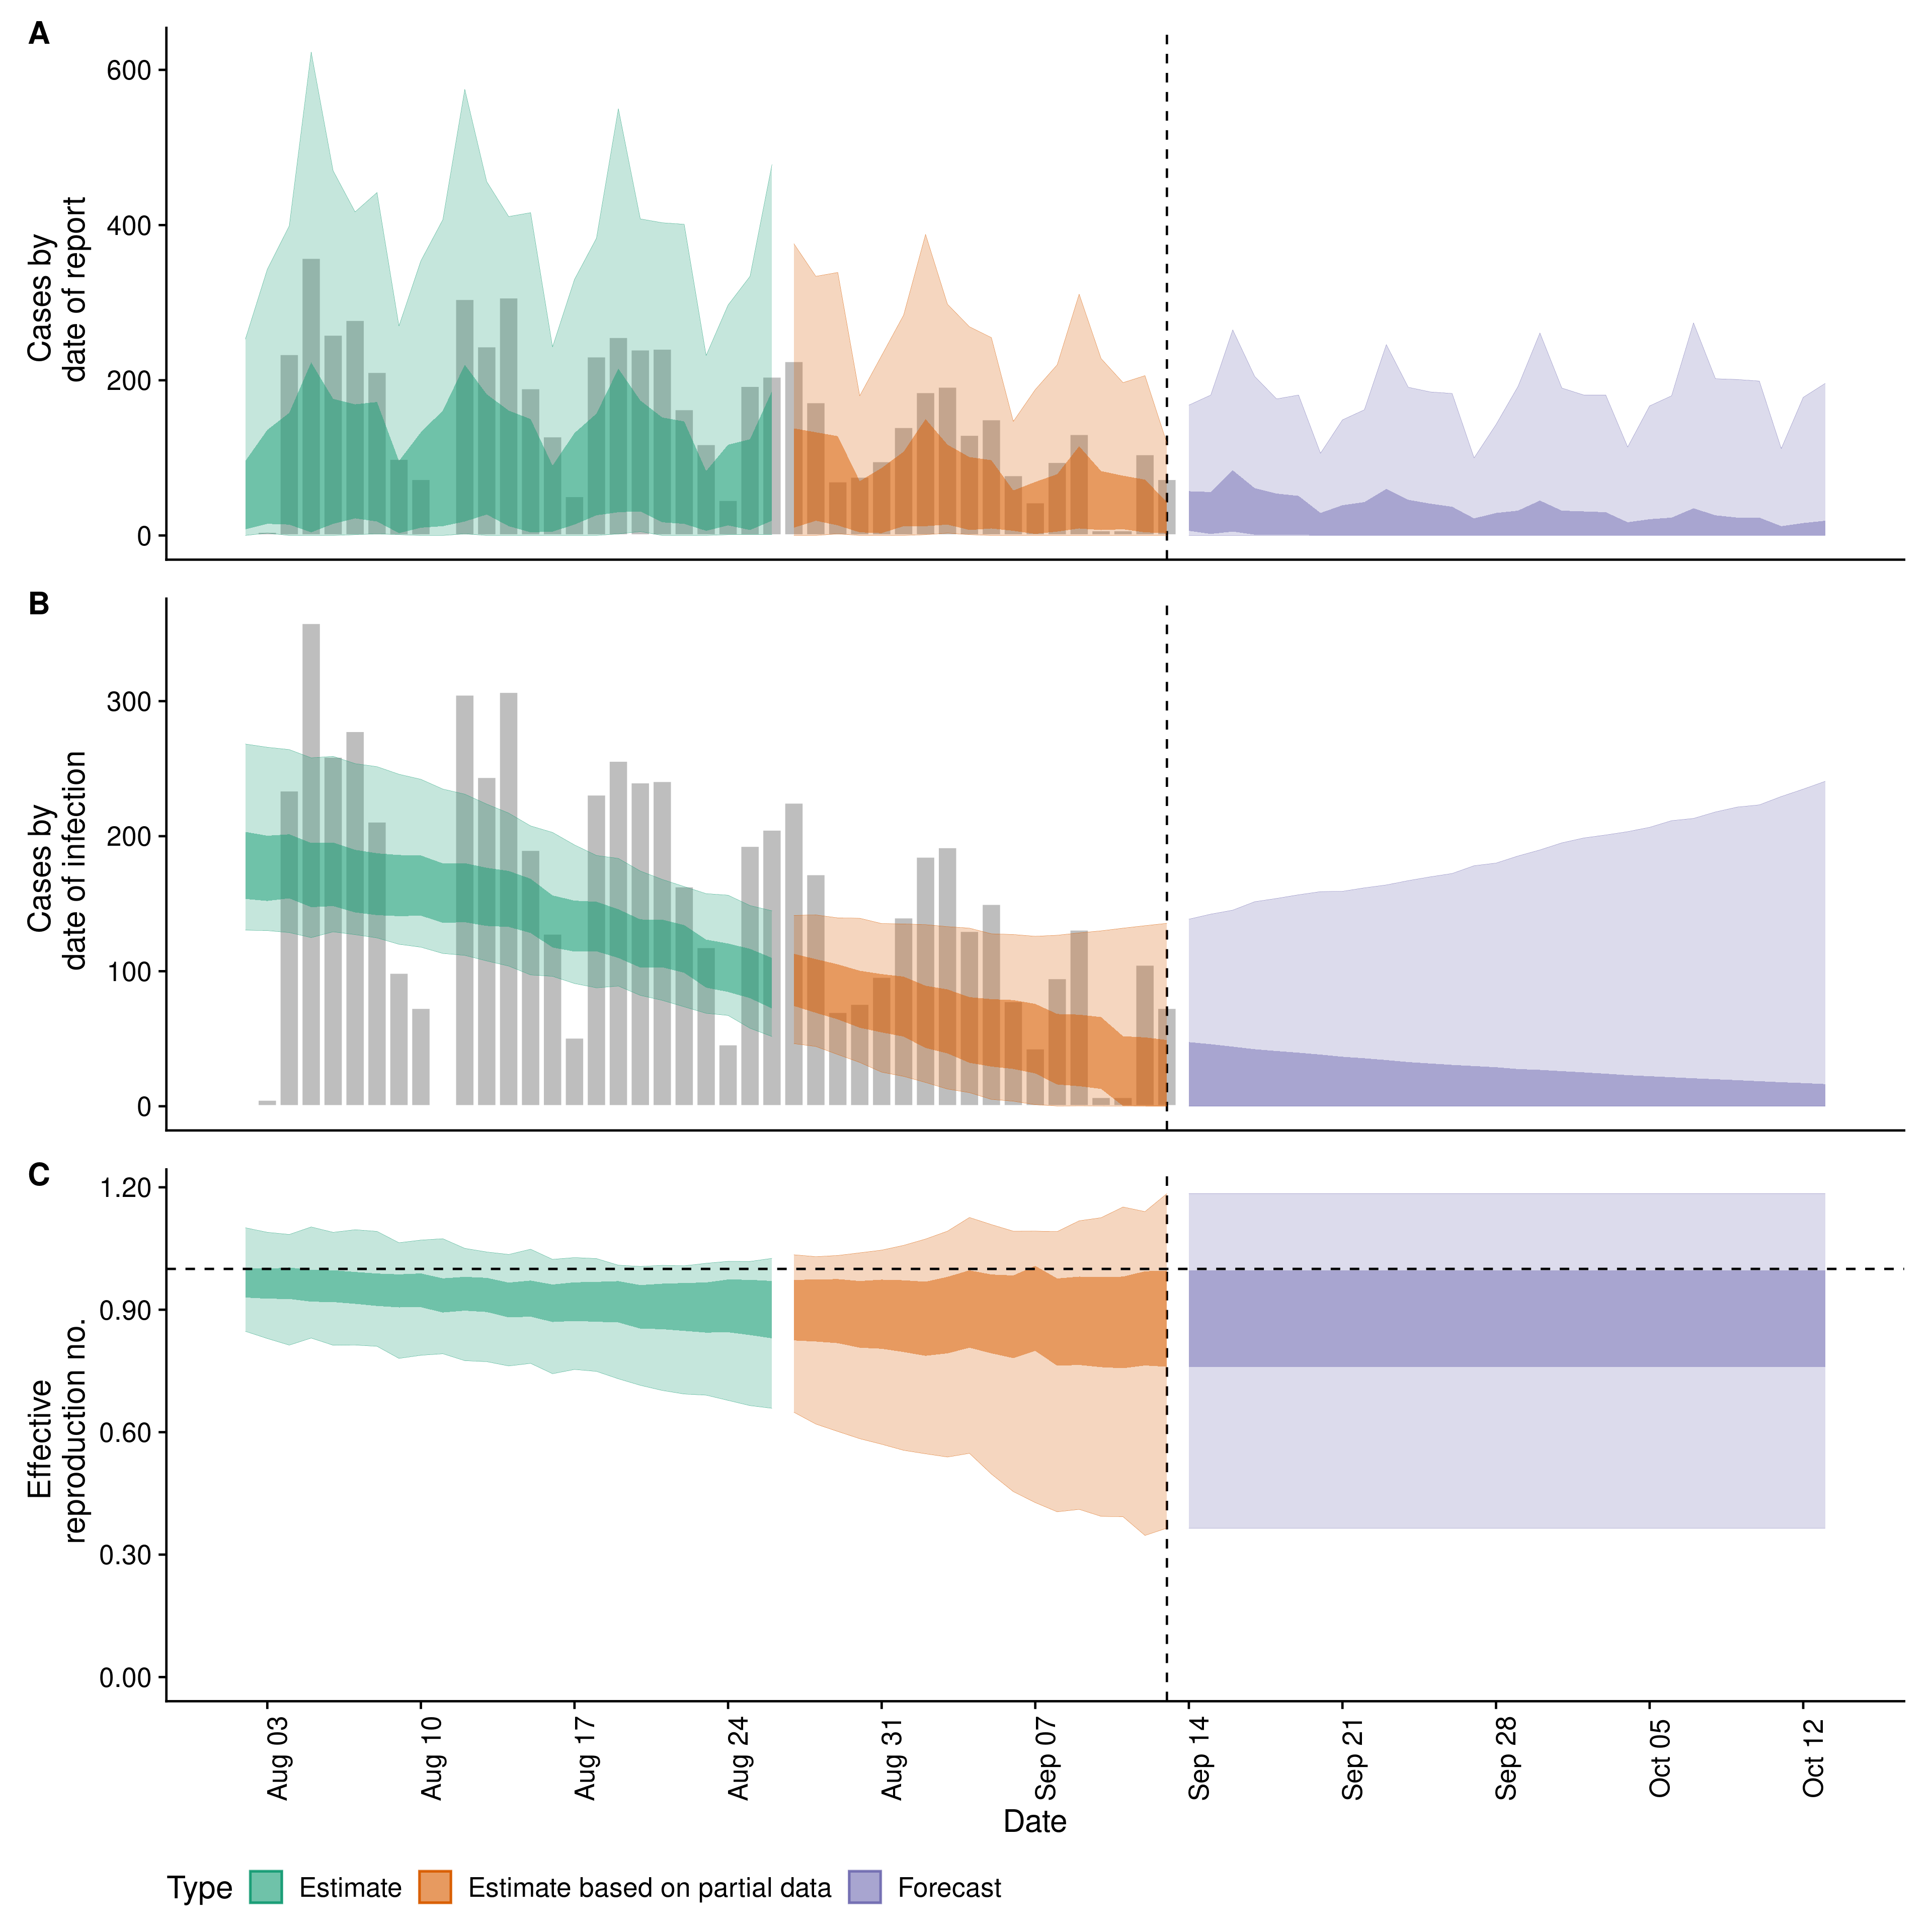 A
600
400
200
0
Cases by
date of report
B
300
200
100
0
Cases by
date of infection
C
1.20
0.90
0.60
0.30
0.00
Effective
reproduction no.
Aug 03
Aug 10
Aug 17
Aug 24
Aug 31
Sep 07
Sep 14
Sep 21
Sep 28
Oct 05
Oct 12
Date
Type Estimate Estimate based on partial data Forecast